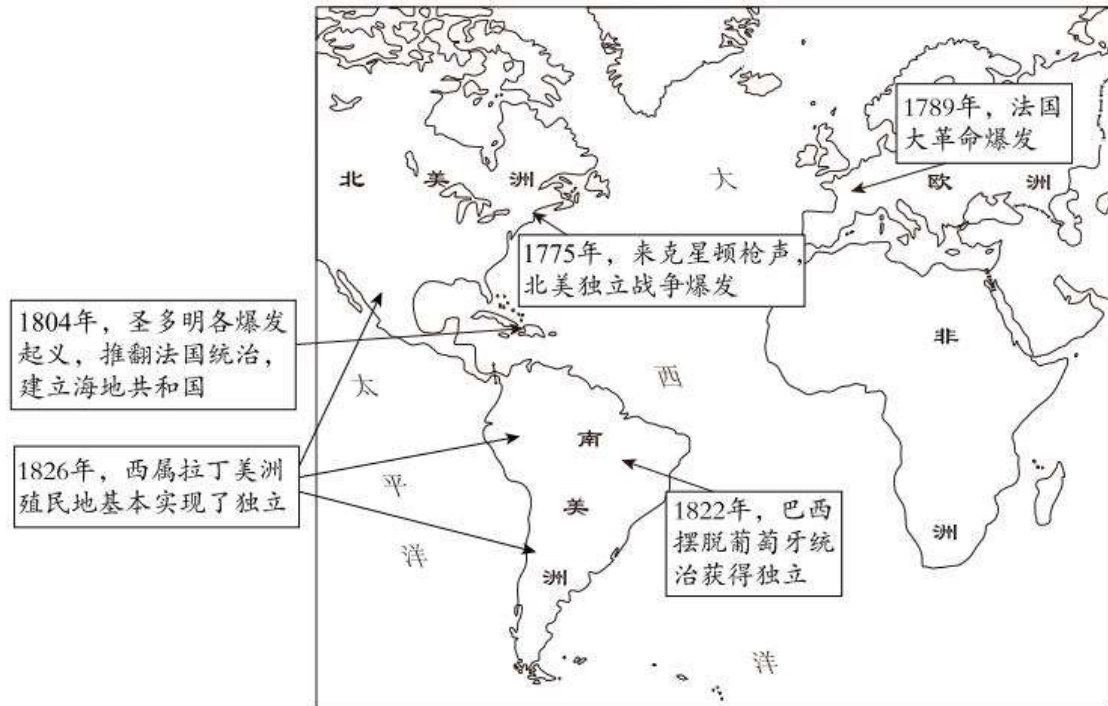 1789年，法国
大革命爆发
北美洲
大
欧洲
1775年，来克星顿枪声，
北美独立战争爆发
1804年，圣多明各爆发
起义，推翻法国统治，
建立海地共和国
非
西
太
1826年，西属拉丁美洲
殖民地基本实现了独立
南
平
美
1822年，巴西
摆脱葡萄牙统
治获得独立
洲
洋
洲
洋